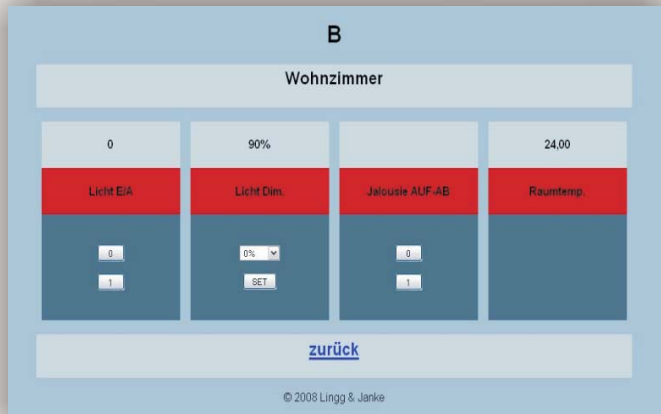 B
Wohnzimmer
0 90% 24,00
Licht E/A Licht Dim. Jalousie AUF-AB Raumtemp.
0 0% 0
1 SET 1
zurück
© 2008 Lingg & Janke